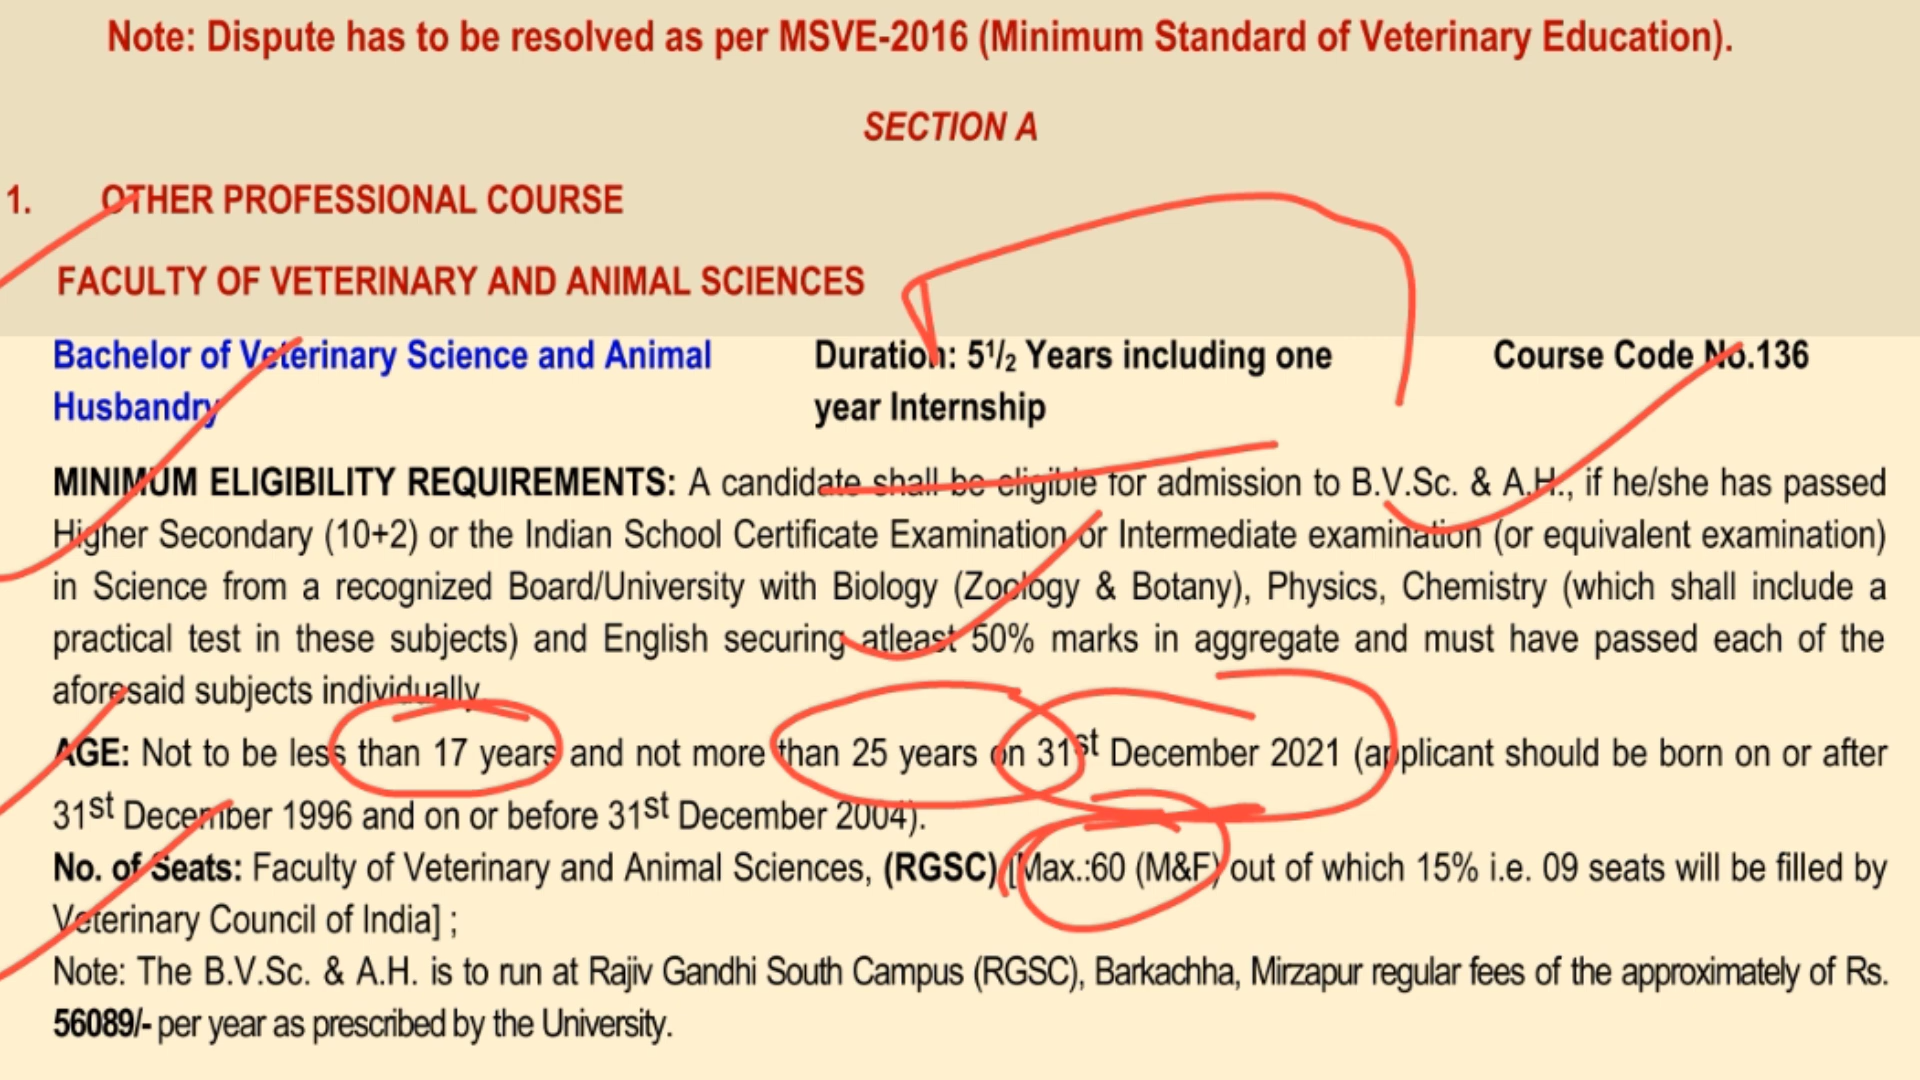 Note: Dispute has to be resolved as per MSVE-2016 (Minimum Standard of Veterinary Education).
SECTION A
1. OTHER PROFESSIONAL COURSE
FACULTY OF VETERINARY AND ANIMAL SCIENCES
Bachelor of Veterinary Science and Animal Duration: 5¹/₂ Years including one Course Code No.136
Husbandry year Internship
MINIMUM ELIGIBILITY REQUIREMENTS: A candidate shall be eligible for admission to B.V.Sc. & A.H., if he/she has passed
Higher Secondary (10+2) or the Indian School Certificate Examination or Intermediate examination (or equivalent examination)
in Science from a recognized Board/University with Biology (Zoology & Botany), Physics, Chemistry (which shall include a
practical test in these subjects) and English securing atleast 50% marks in aggregate and must have passed each of the
aforesaid subjects individually.
AGE: Not to be less than 17 years and not more than 25 years on 31st December 2021 (applicant should be born on or after
31st December 1996 and on or before 31st December 2004).
No. of Seats: Faculty of Veterinary and Animal Sciences, (RGSC) [Max.:60 (M&F) out of which 15% i.e. 09 seats will be filled by
Veterinary Council of India] ;
Note: The B.V.Sc. & A.H. is to run at Rajiv Gandhi South Campus (RGSC), Barkachha, Mirzapur regular fees of the approximately of Rs.
56089/- per year as prescribed by the University.